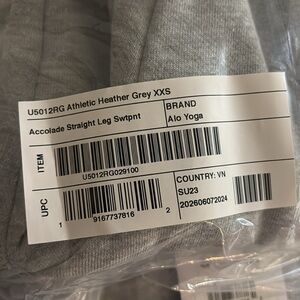 U5012RG Athletic Heather Grey XXS
Accolade Straight Leg Swtpnt
BRAND
Alo Yoga
ITEM
U5012RG029100
UPC
1 9167737816 2
COUNTRY: VN
SU23
202606072024